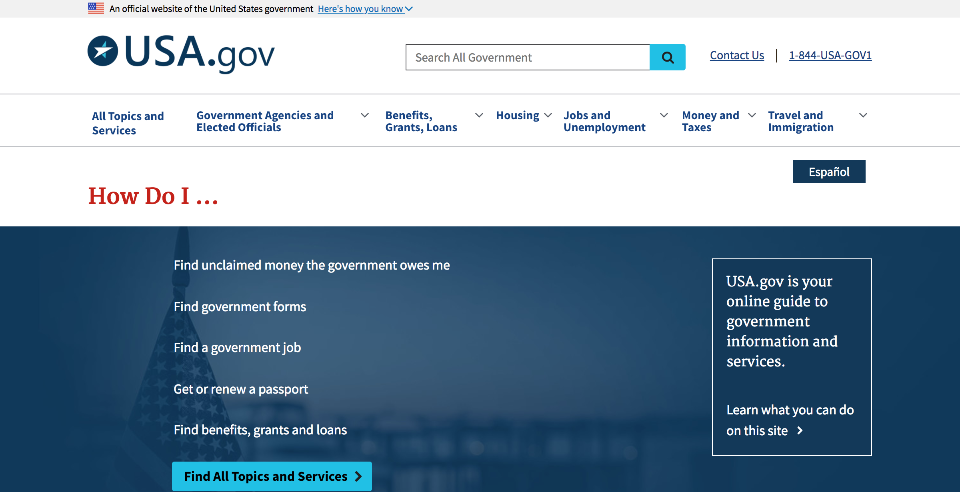 An official website of the United States government Here's how you know
USA.gov
Search All Government
Contact Us
1-844-USA-GOV1
All Topics and
Services
Government Agencies and
Elected Officials
Benefits,
Grants, Loans
Housing
Jobs and
Unemployment
Money and
Taxes
Travel and
Immigration
Español
How Do I ...
Find unclaimed money the government owes me
Find government forms
Find a government job
Get or renew a passport
Find benefits, grants and loans
Find All Topics and Services
USA.gov is your
online guide to
government
information and
services.
Learn what you can do
on this site